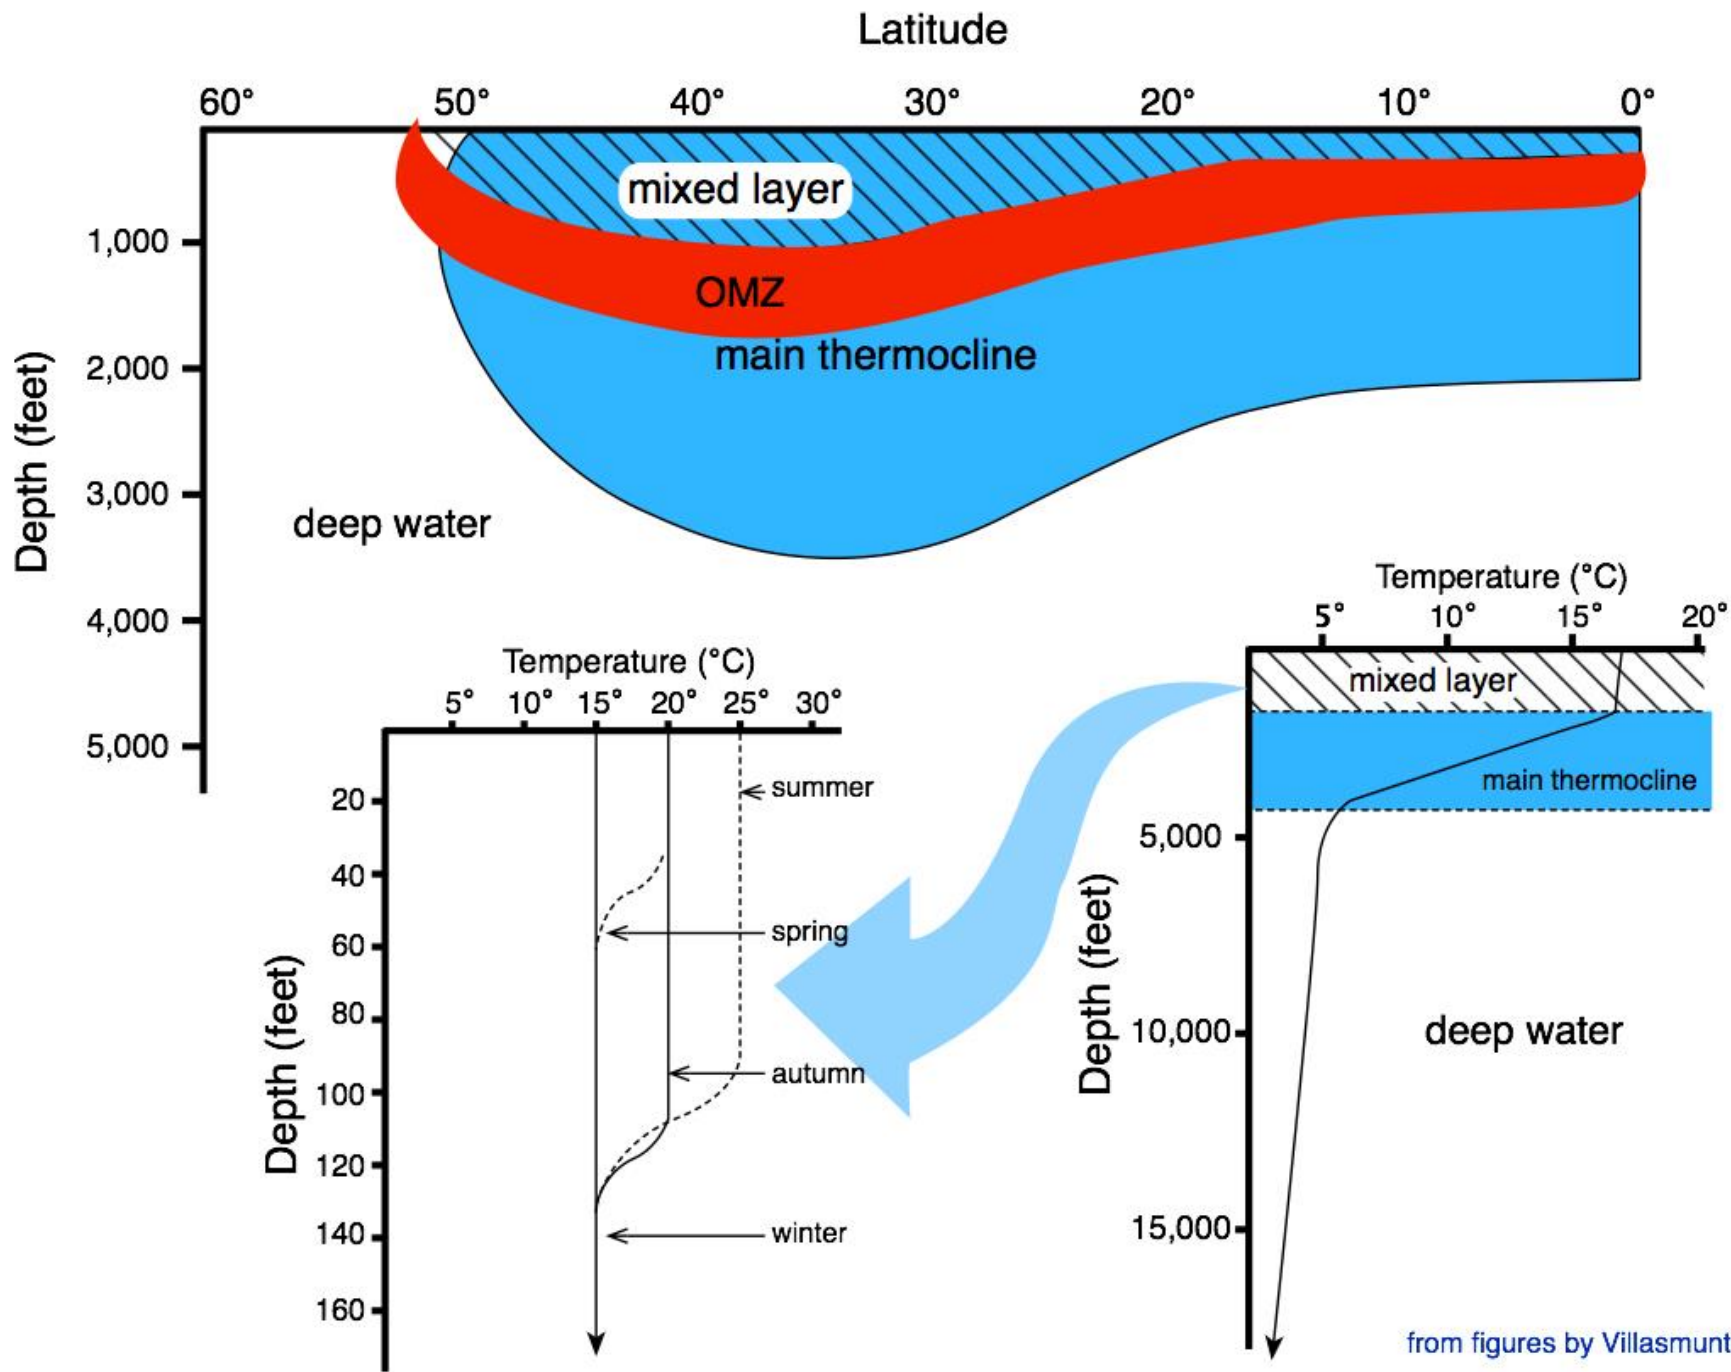 Latitude
60° 50° 40° 30° 20° 10° 0°
mixed layer
1,000
OMZ
main thermocline
2,000
Depth (feet)
3,000
deep water
4,000
5,000
Temperature (°C)
5° 10° 15° 20°
mixed layer
main thermocline
5,000
Depth (feet)
10,000
deep water
15,000
Temperature (°C)
5° 10° 15° 20° 25° 30°
20
summer
40
spring
60
80
Depth (feet)
autumn
100
120
140
winter
160
from figures by Villasmunt